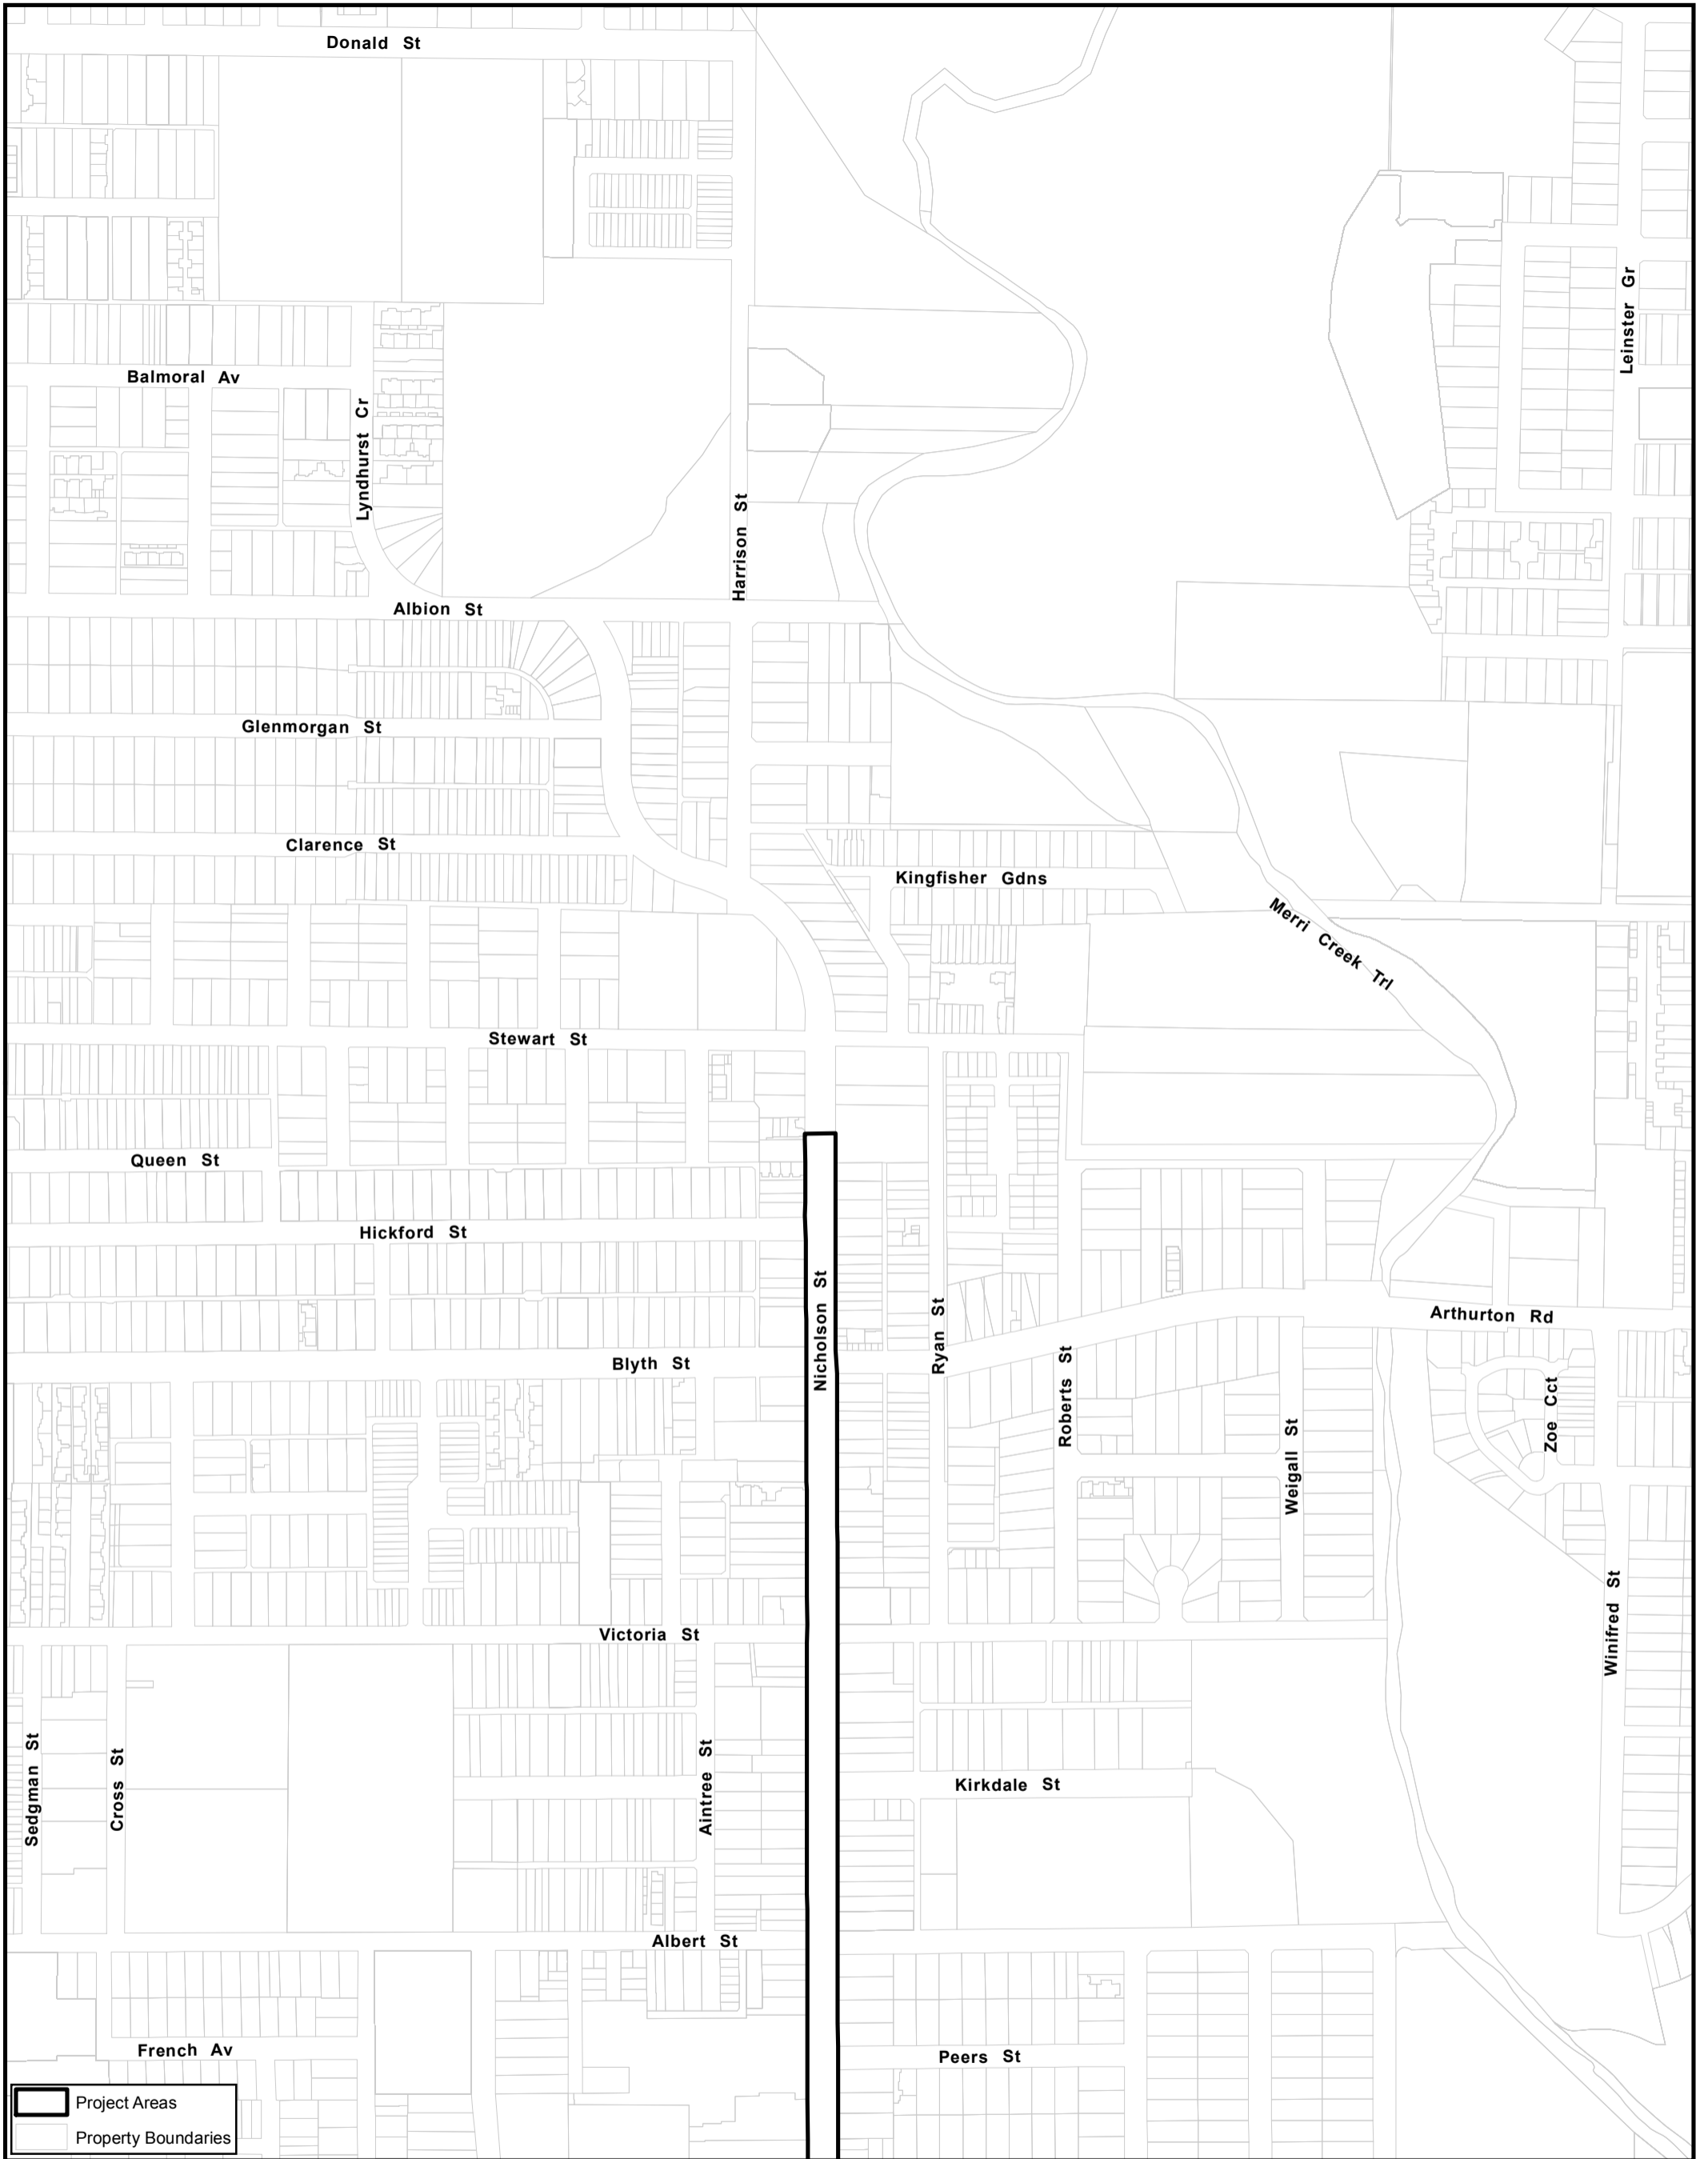 Donald St
Leinster Gr
Balmoral Av
Lyndhurst Cr
Harrison St
Albion St
Glenmorgan St
Clarence St
Kingfisher Gdns
Merri Creek Trl
Stewart St
Queen St
Hickford St
Nicholson St
Ryan St
Arthurton Rd
Blyth St
Roberts St
Zoe Cct
Weigall St
Winifred St
Victoria St
Sedgman St
Cross St
Aintree St
Kirkdale St
Albert St
French Av
Peers St
Project Areas
Property Boundaries